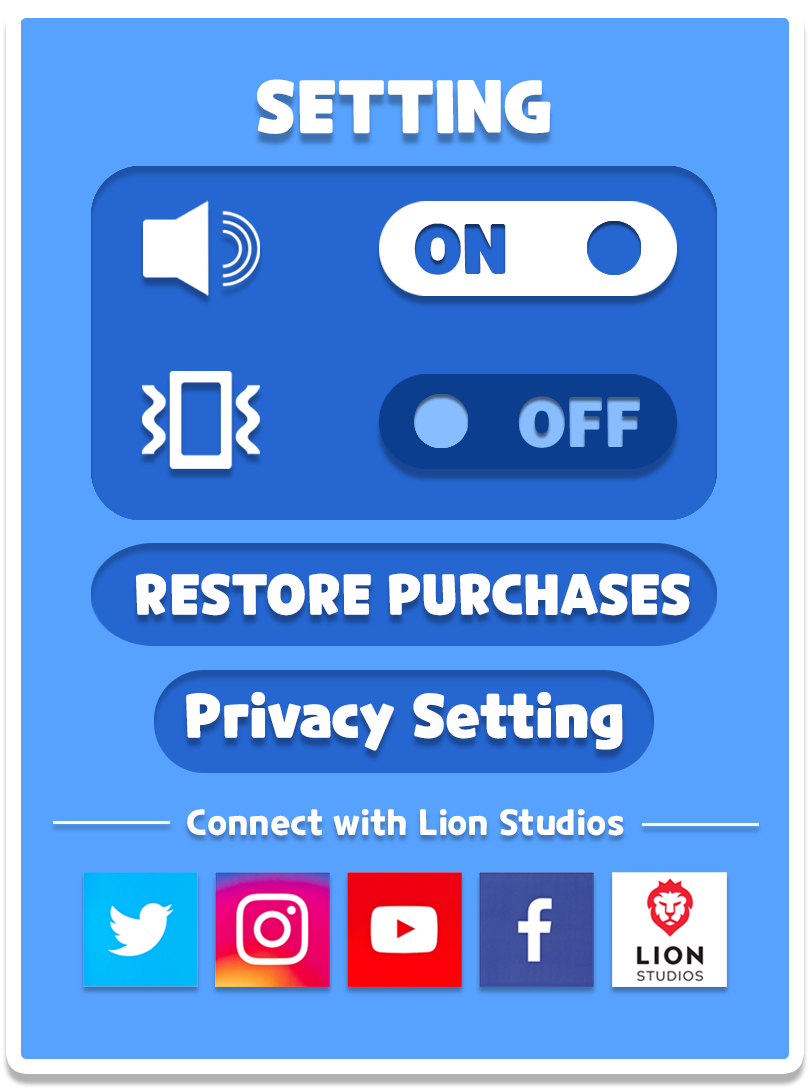 SETTING
ON
OFF
RESTORE PURCHASES
Privacy Setting
Connect with Lion Studios
LION
STUDIOS